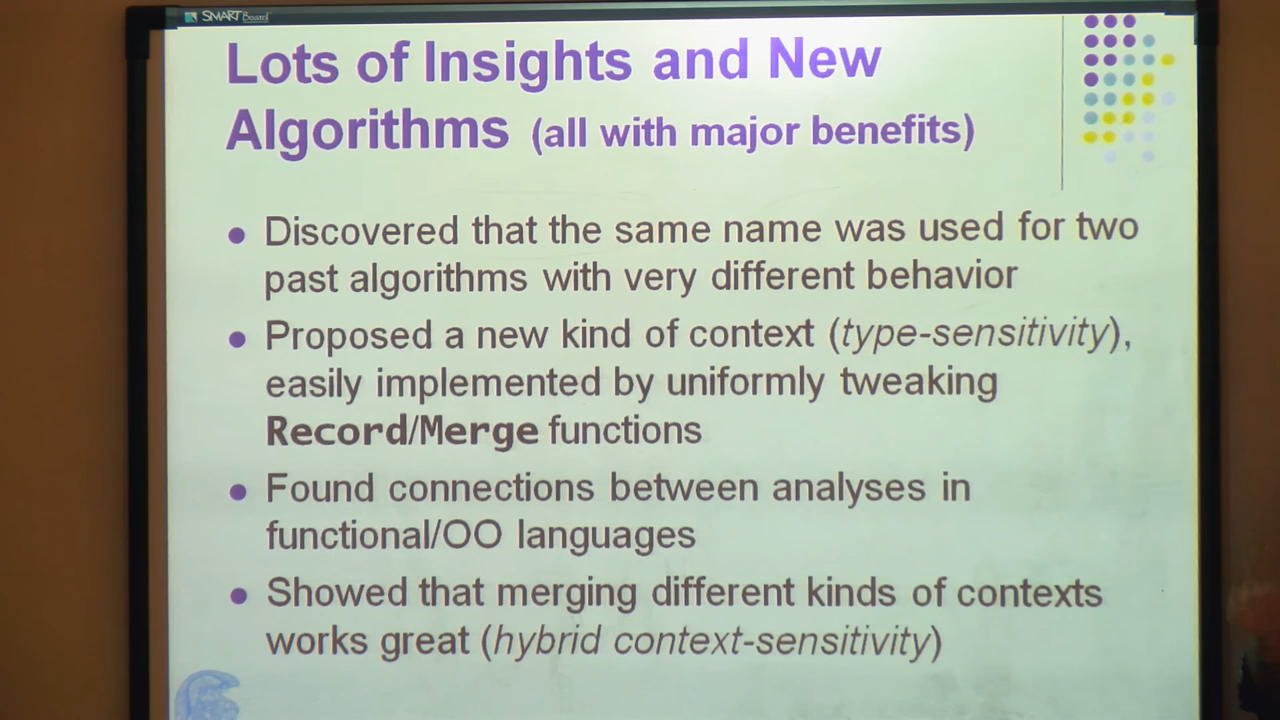 SMART Board
Lots of Insights and New
Algorithms (all with major benefits)
● Discovered that the same name was used for two
past algorithms with very different behavior
● Proposed a new kind of context (type-sensitivity),
easily implemented by uniformly tweaking
Record/Merge functions
● Found connections between analyses in
functional/OO languages
● Showed that merging different kinds of contexts
works great (hybrid context-sensitivity)